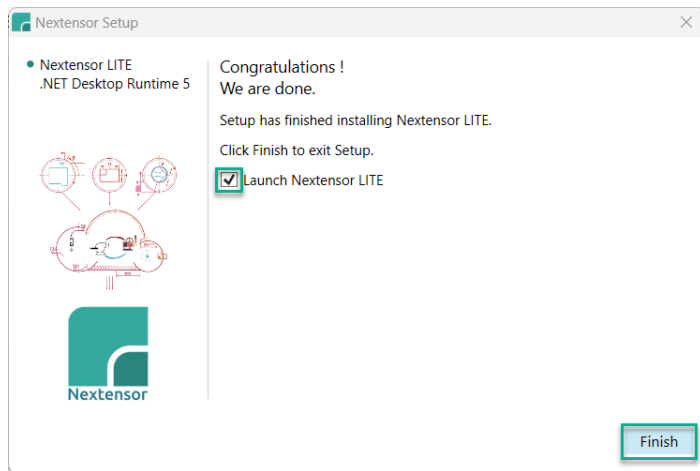 Nextensor Setup
Nextensor LITE
.NET Desktop Runtime 5
Congratulations !
We are done.
Setup has finished installing Nextensor LITE.
Click Finish to exit Setup.
Launch Nextensor LITE
Nextensor
Finish